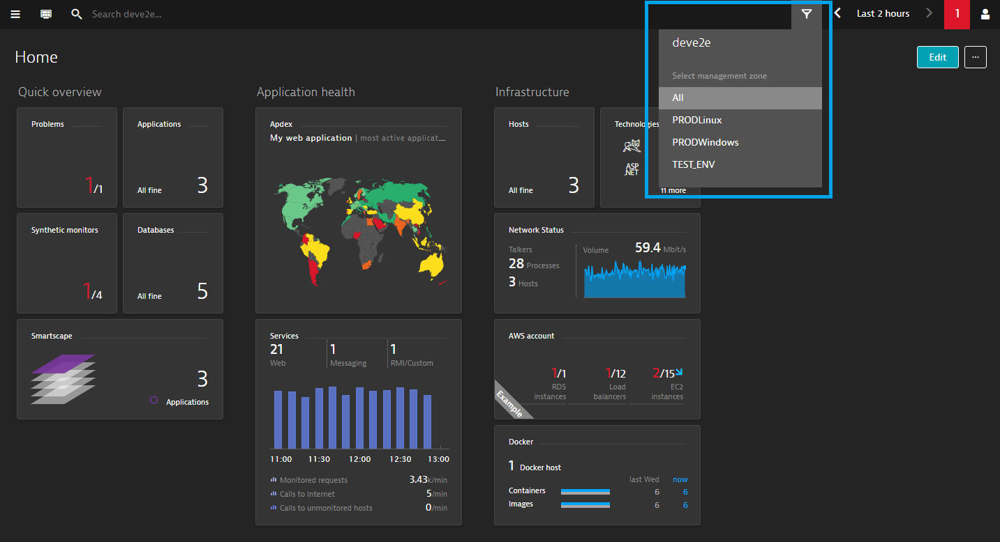 Search deve2e...
Last 2 hours
1
deve2e
Select management zone
All
PRODLinux
PRODWindows
TEST_ENV
Home
Edit
...
Quick overview
Problems
1/1
Applications
All fine
3
Synthetic monitors
1/4
Databases
All fine
5
Smartscape
3
Applications
Application health
Apdex
My web application | most active applicat...
Services
21
Web
1
Messaging
1
RMI/Custom
11:00 11:30 12:00 12:30 13:00
Monitored requests 3.43k/min
Calls to Internet 5/min
Calls to unmonitored hosts 0/min
Infrastructure
Hosts
All fine
3
Technologies
ASP
.NET
11 more
Network Status
Talkers
28 Processes
3 Hosts
Volume 59.4 Mbit/s
AWS account
1/1
RDS
instances
1/12
Load
balancers
2/15
EC2
instances
Example
Docker
1 Docker host
last Wed now
Containers 6 6
Images 6 6